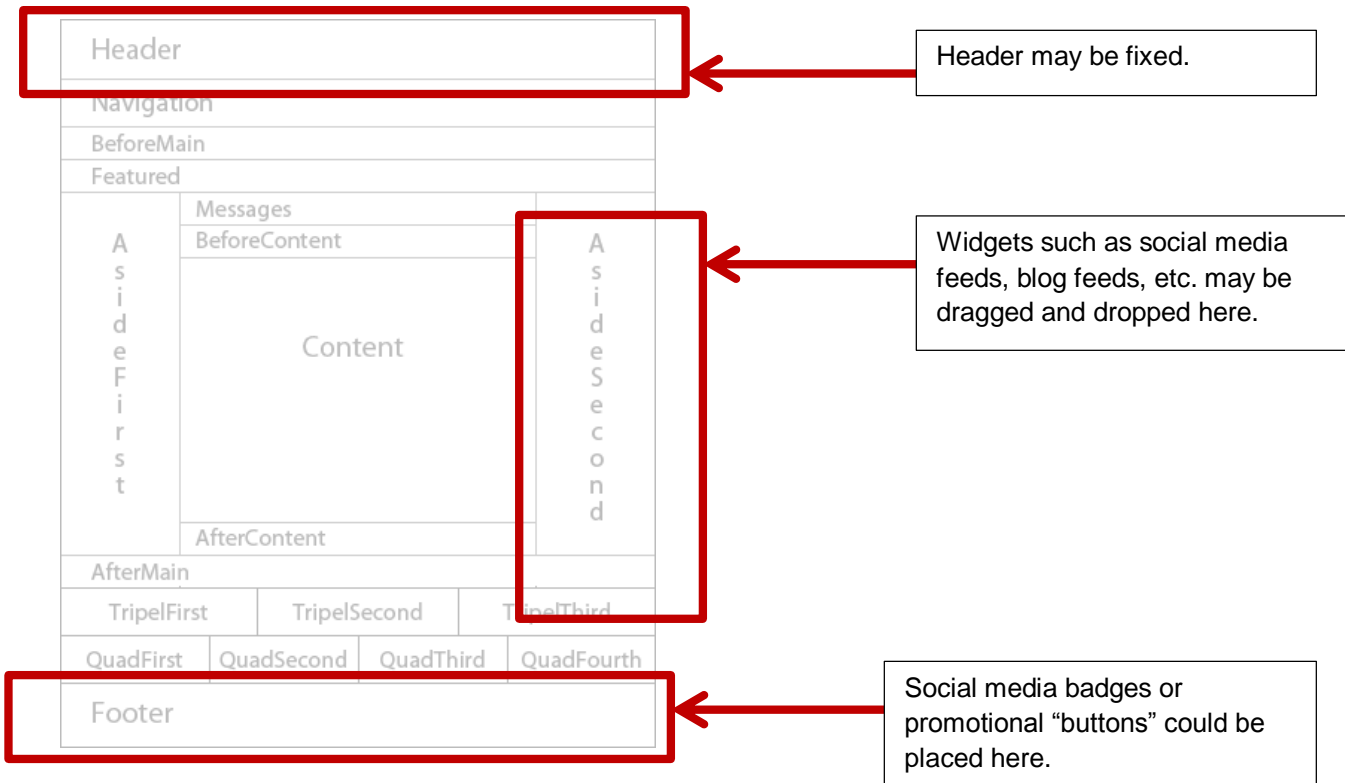 Header
Header may be fixed.
Navigation
BeforeMain
Featured
Messages
BeforeContent
AsideFirst
Content
AsideSecond
Widgets such as social media
feeds, blog feeds, etc. may be
dragged and dropped here.
AfterContent
AfterMain
TripelFirst
TripelSecond
TripelThird
QuadFirst
QuadSecond
QuadThird
QuadFourth
Footer
Social media badges or
promotional “buttons” could be
placed here.